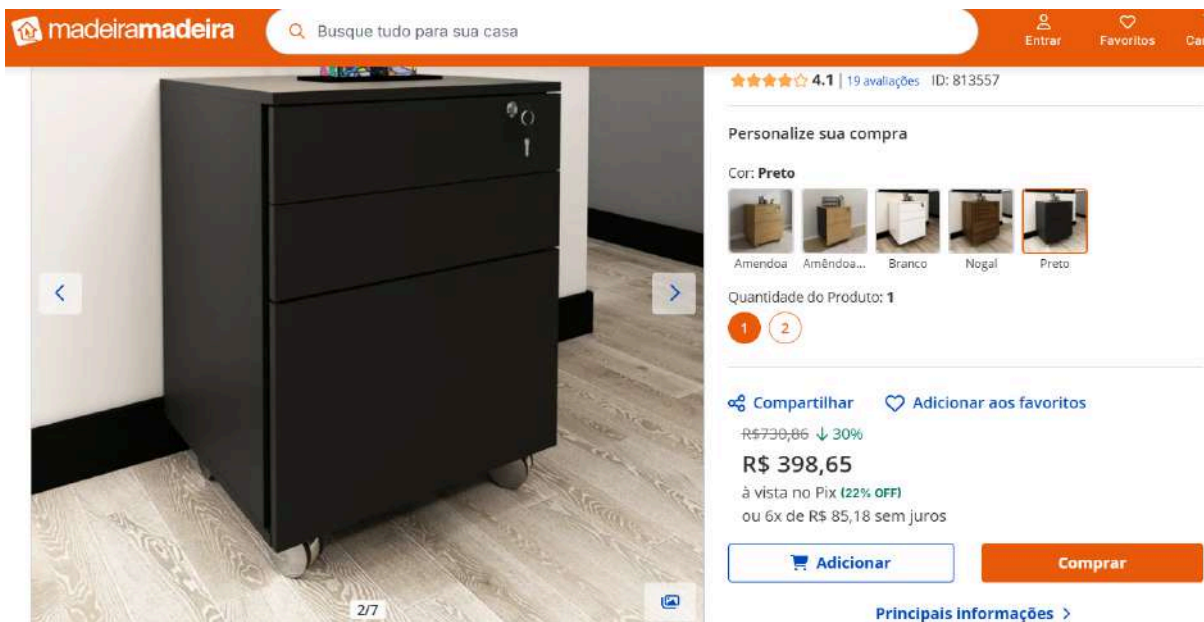 madeiramadeira
Busque tudo para sua casa
Entrar
Favoritos
4.1 | 19 avaliações ID: 813557
Personalize sua compra
Cor: Preto
Amendoa Amêndoa... Branco Nogal Preto
Quantidade do Produto: 1
1 2
Compartilhar Adicionar aos favoritos
R$730,86 ↓ 30%
R$ 398,65
à vista no Pix (22% OFF)
ou 6x de R$ 85,18 sem juros
Adicionar Comprar
2/7
Principais informações >